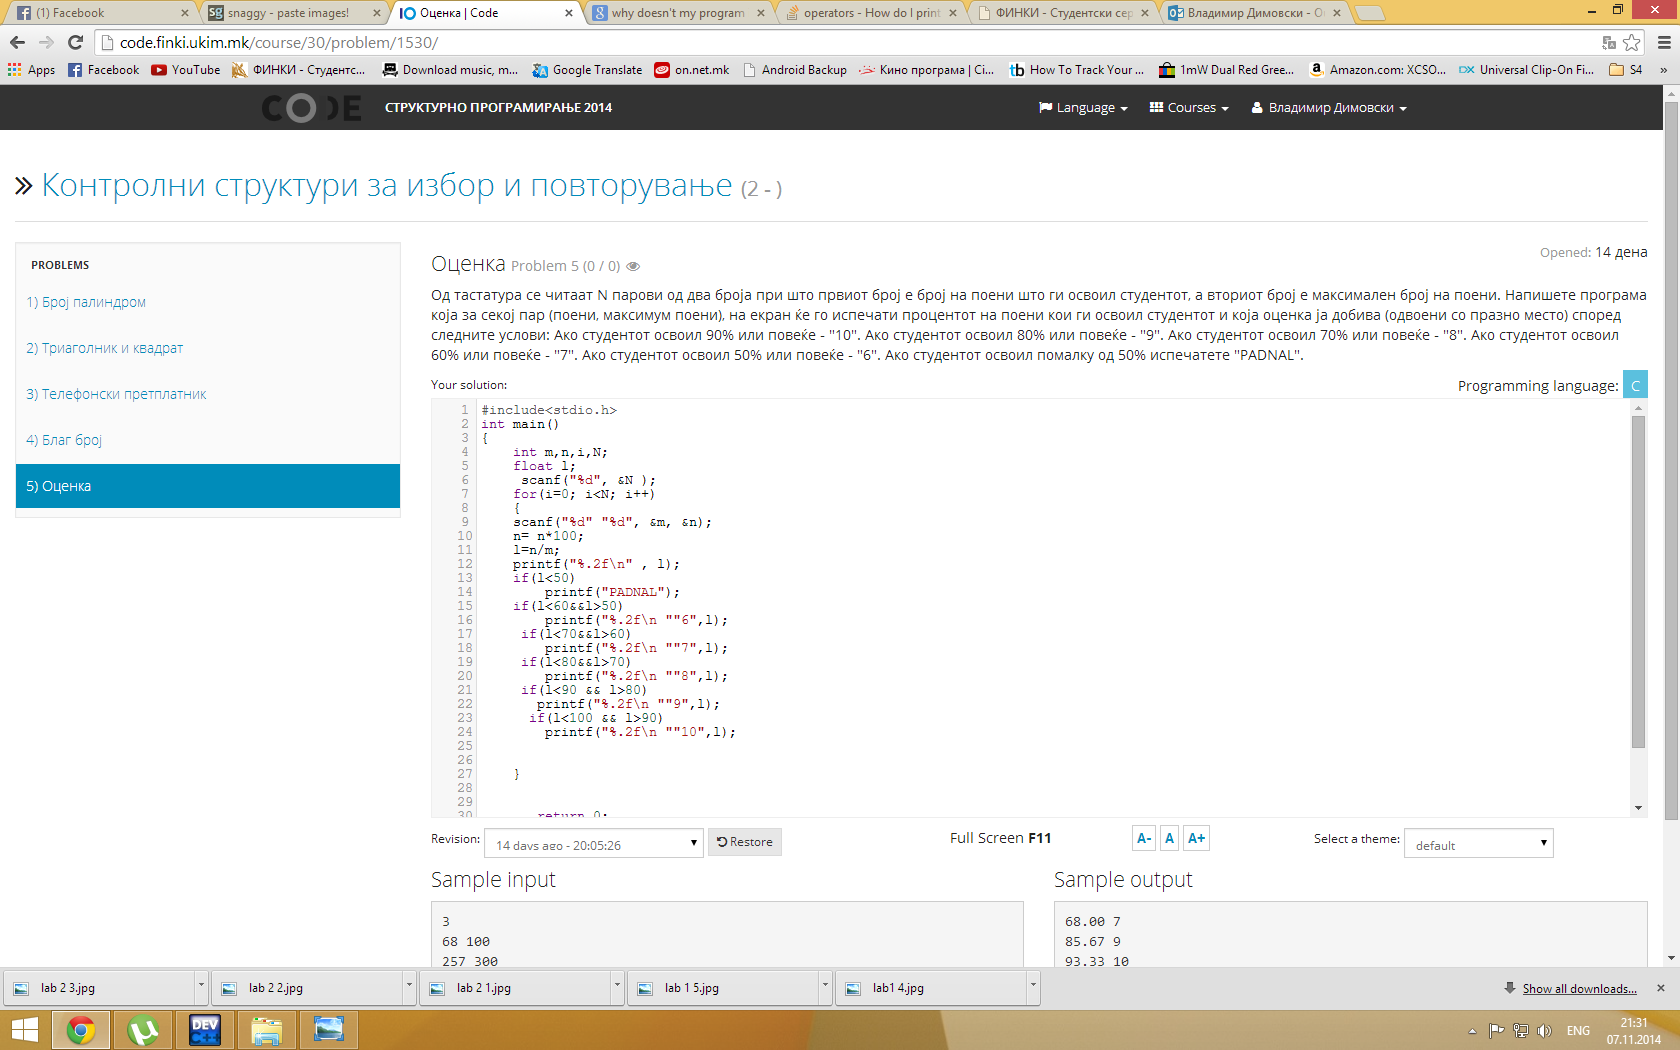 (1) Facebook
snaggy - paste images!
Оценка | Code
why doesn't my program
operators - How do I print
ФИНКИ - Студентски сер
Владимир Димовски - O
code.finki.ukim.mk/course/30/problem/1530/
Apps Facebook YouTube ФИНКИ - Студентс... Download music, m... Google Translate on.net.mk Android Backup Кино програма | Ci... How To Track Your ... 1mW Dual Red Gree... Amazon.com: XCSO... Universal Clip-On Fi... S4 »
CODE СТРУКТУРНО ПРОГРАМИРАЊЕ 2014 Language Courses Владимир Димовски
Контролни структури за избор и повторување (2 - )
PROBLEMS
1) Број палиндром
2) Триаголник и квадрат
3) Телефонски претплатник
4) Благ број
5) Оценка
Оценка Problem 5 (0 / 0)
Opened: 14 дена
Од тастатура се читаат N парови од два броја при што првиот број е број на поени што ги освоил студентот, а вториот број е максимален број на поени. Напишете програма
која за секој пар (поени, максимум поени), на екран ќе го испечати процентот на поени кои ги освоил студентот и која оценка ја добива (одвоени со празно место) според
следните услови: Ако студентот освоил 90% или повеќе - "10". Ако студентот освоил 80% или повеќе - "9". Ако студентот освоил 70% или повеќе - "8". Ако студентот освоил
60% или повеќе - "7". Ако студентот освоил 50% или повеќе - "6". Ако студентот освоил помалку од 50% испечатете "PADNAL".
Your solution:
Programming language: C
1 #include<stdio.h>
2 int main()
3 {
4 int m,n,i,N;
5 float l;
6 scanf("%d", &N );
7 for(i=0; i<N; i++)
8 {
9 scanf("%d" "%d", &m, &n);
10 n= n*100;
11 l=n/m;
12 printf("%.2f\n" , l);
13 if(l<50)
14 printf("PADNAL");
15 if(l<60&&l>50)
16 printf("%.2f\n ""6",l);
17 if(l<70&&l>60)
18 printf("%.2f\n ""7",l);
19 if(l<80&&l>70)
20 printf("%.2f\n ""8",l);
21 if(l<90 && l>80)
22 printf("%.2f\n ""9",l);
23 if(l<100 && l>90)
24 printf("%.2f\n ""10",l);
25
26
27 }
28
29
30 return 0;
Revision: 14 days ago - 20:05:26 Restore Full Screen F11 A- A A+ Select a theme: default
Sample input
3
68 100
257 300
Sample output
68.00 7
85.67 9
93.33 10
lab 2 3.jpg lab 2 2.jpg lab 2 1.jpg lab 1 5.jpg lab1 4.jpg Show all downloads...
DEV C++
ENG
21:31
07.11.2014